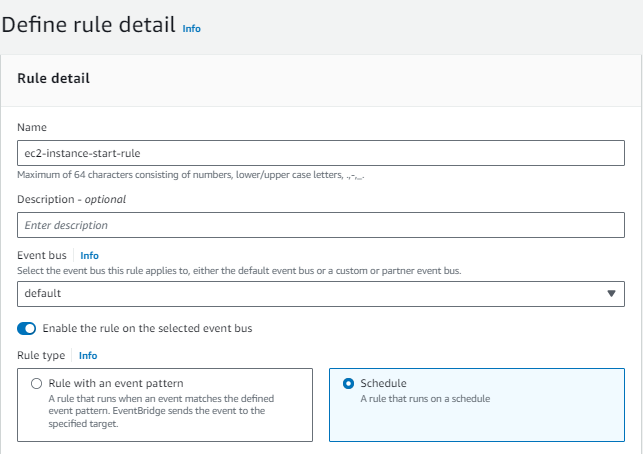 Define rule detail Info
Rule detail
Name
ec2-instance-start-rule
Maximum of 64 characters consisting of numbers, lower/upper case letters, .,-,_.
Description - optional
Enter description
Event bus Info
Select the event bus this rule applies to, either the default event bus or a custom or partner event bus.
default
Enable the rule on the selected event bus
Rule type Info
Rule with an event pattern
A rule that runs when an event matches the defined
event pattern. EventBridge sends the event to the
specified target.
Schedule
A rule that runs on a schedule